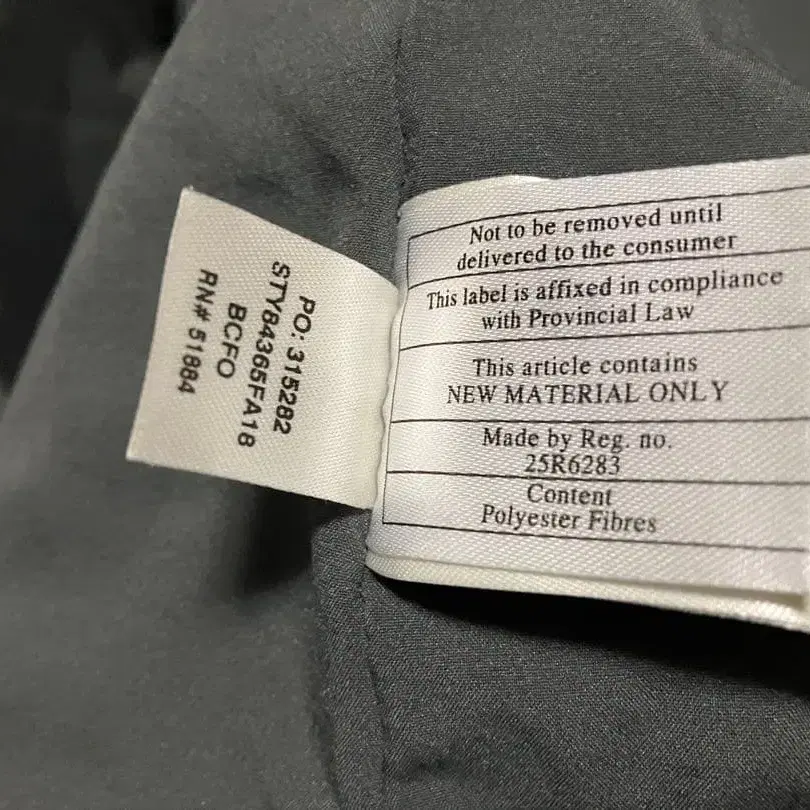 PO: 315282
STY84365FA18
BCFO
RN# 51884
Not to be removed until
delivered to the consumer
This label is affixed in compliance
with Provincial Law
This article contains
NEW MATERIAL ONLY
Made by Reg. no.
25R6283
Content
Polyester Fibres